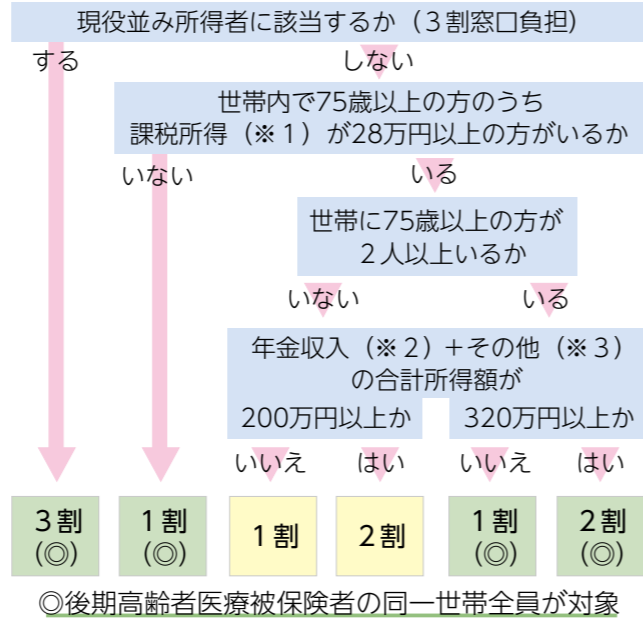 現役並み所得者に該当するか（３割窓口負担）
する
しない
世帯内で75歳以上の方のうち
課税所得（※１）が28万円以上の方がいるか
いない
いる
世帯に75歳以上の方が
２人以上いるか
いない
いる
年金収入（※２）＋その他（※３）
の合計所得額が
200万円以上か
320万円以上か
いいえ
はい
いいえ
はい
３割
（◎）
１割
（◎）
１割
２割
１割
（◎）
２割
（◎）
◎後期高齢者医療被保険者の同一世帯全員が対象